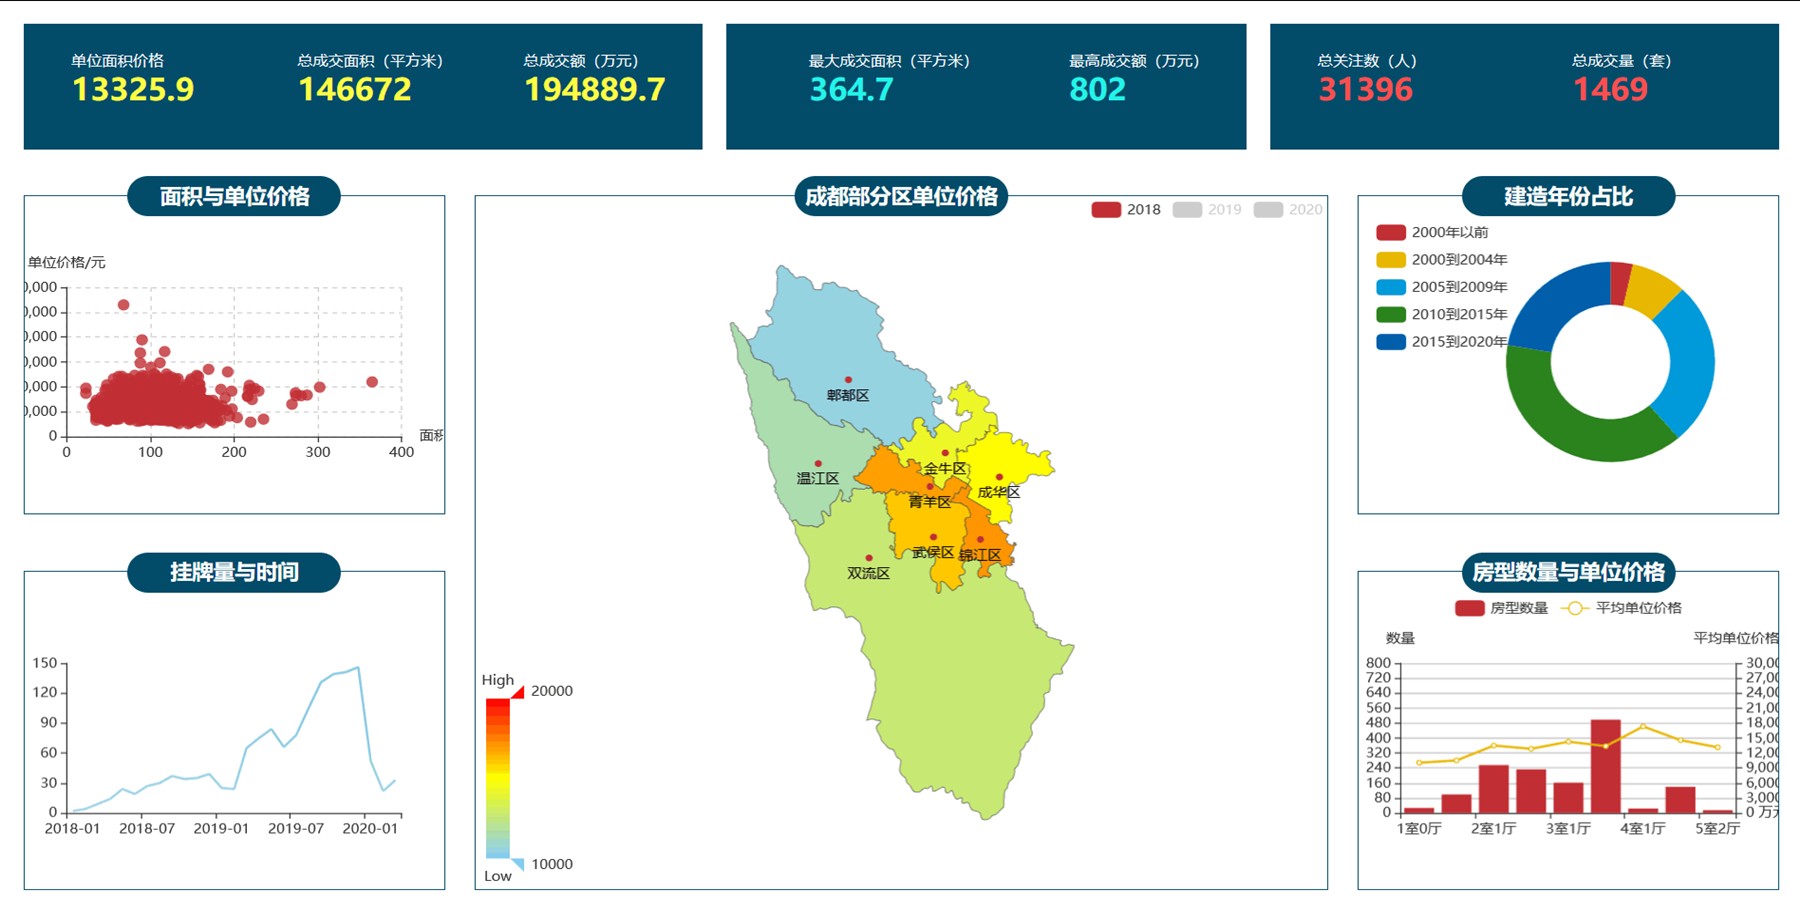 单位面积价格
13325.9
总成交面积（平方米）
146672
总成交额（万元）
194889.7
最大成交面积（平方米）
364.7
最高成交额（万元）
802
总关注数（人）
31396
总成交量（套）
1469
面积与单位价格
单位价格/元
0,000
0,000
0,000
0,000
0,000
0,000
0
0 100 200 300 400
面积
挂牌量与时间
150
120
90
60
30
0
2018-01 2018-07 2019-01 2019-07 2020-01
成都部分区单位价格
2018 2019 2020
郫都区
温江区
金牛区
成华区
青羊区
武侯区
锦江区
双流区
High
20000
10000
Low
建造年份占比
2000年以前
2000到2004年
2005到2009年
2010到2015年
2015到2020年
房型数量与单位价格
房型数量 平均单位价格
数量 平均单位价格
800 30,00
720 27,00
640 24,00
560 21,00
480 18,00
400 15,00
320 12,00
240 9,000
160 6,000
80 3,000
0 0 万元
1室0厅 2室1厅 3室1厅 4室1厅 5室2厅